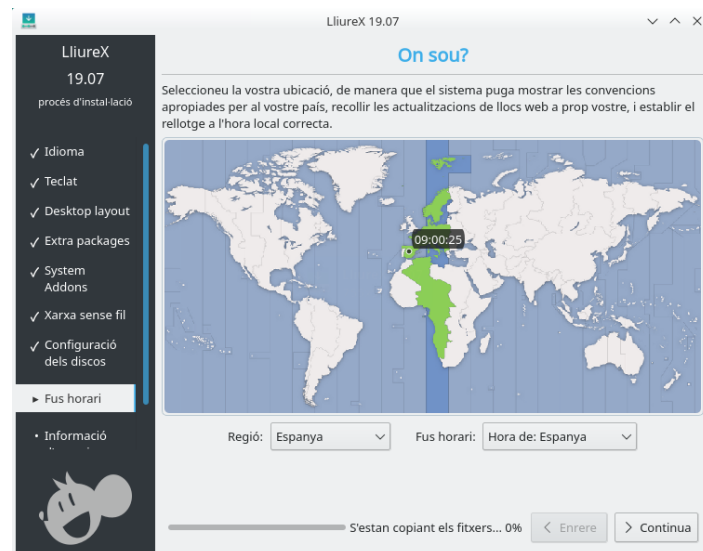 LliureX 19.07
LliureX
19.07
procés d'instal·lació
✓ Idioma
✓ Teclat
✓ Desktop layout
✓ Extra packages
✓ System
Addons
✓ Xarxa sense fil
✓ Configuració
dels discos
► Fus horari
• Informació
On sou?
Seleccioneu la vostra ubicació, de manera que el sistema puga mostrar les convencions
apropiades per al vostre país, recollir les actualitzacions de llocs web a prop vostre, i establir el
rellotge a l'hora local correcta.
09:00:25
Regió: Espanya Fus horari: Hora de: Espanya
S'estan copiant els fitxers... 0% Enrere Continua